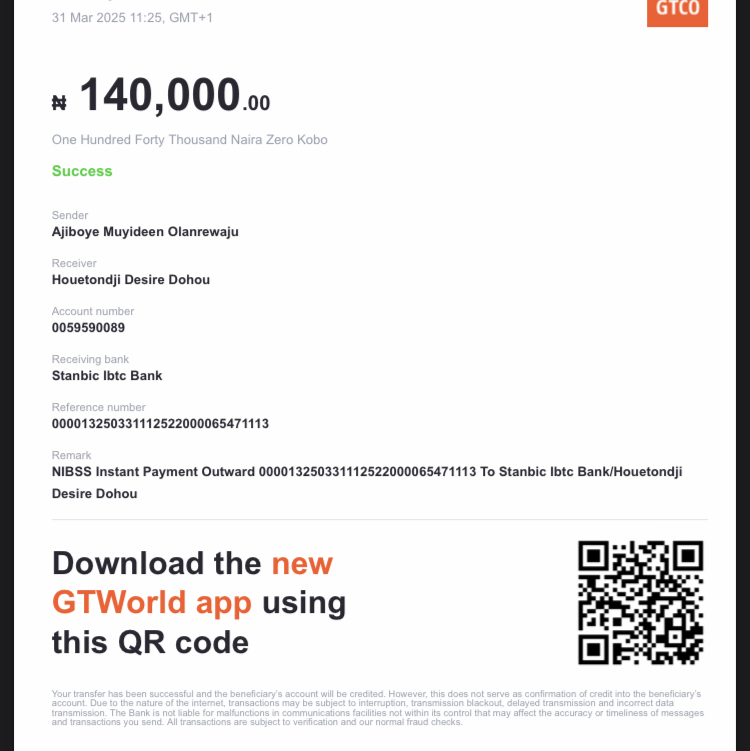 31 Mar 2025 11:25, GMT+1
GTCO
₦ 140,000.00
One Hundred Forty Thousand Naira Zero Kobo
Success
Sender
Ajiboye Muyideen Olanrewaju
Receiver
Houetondji Desire Dohou
Account number
0059590089
Receiving bank
Stanbic Ibtc Bank
Reference number
000013250331112522000065471113
Remark
NIBSS Instant Payment Outward 000013250331112522000065471113 To Stanbic Ibtc Bank/Houetondji
Desire Dohou
Download the new
GTWorld app using
this QR code
Your transfer has been successful and the beneficiary's account will be credited. However, this does not serve as confirmation of credit into the beneficiary's
account. Due to the nature of the internet, transactions may be subject to interruption, transmission blackout, delayed transmission and incorrect data
transmission. The Bank is not liable for malfunctions in communications facilities not within its control that may affect the accuracy or timeliness of messages
and transactions you send. All transactions are subject to verification and our normal fraud checks.